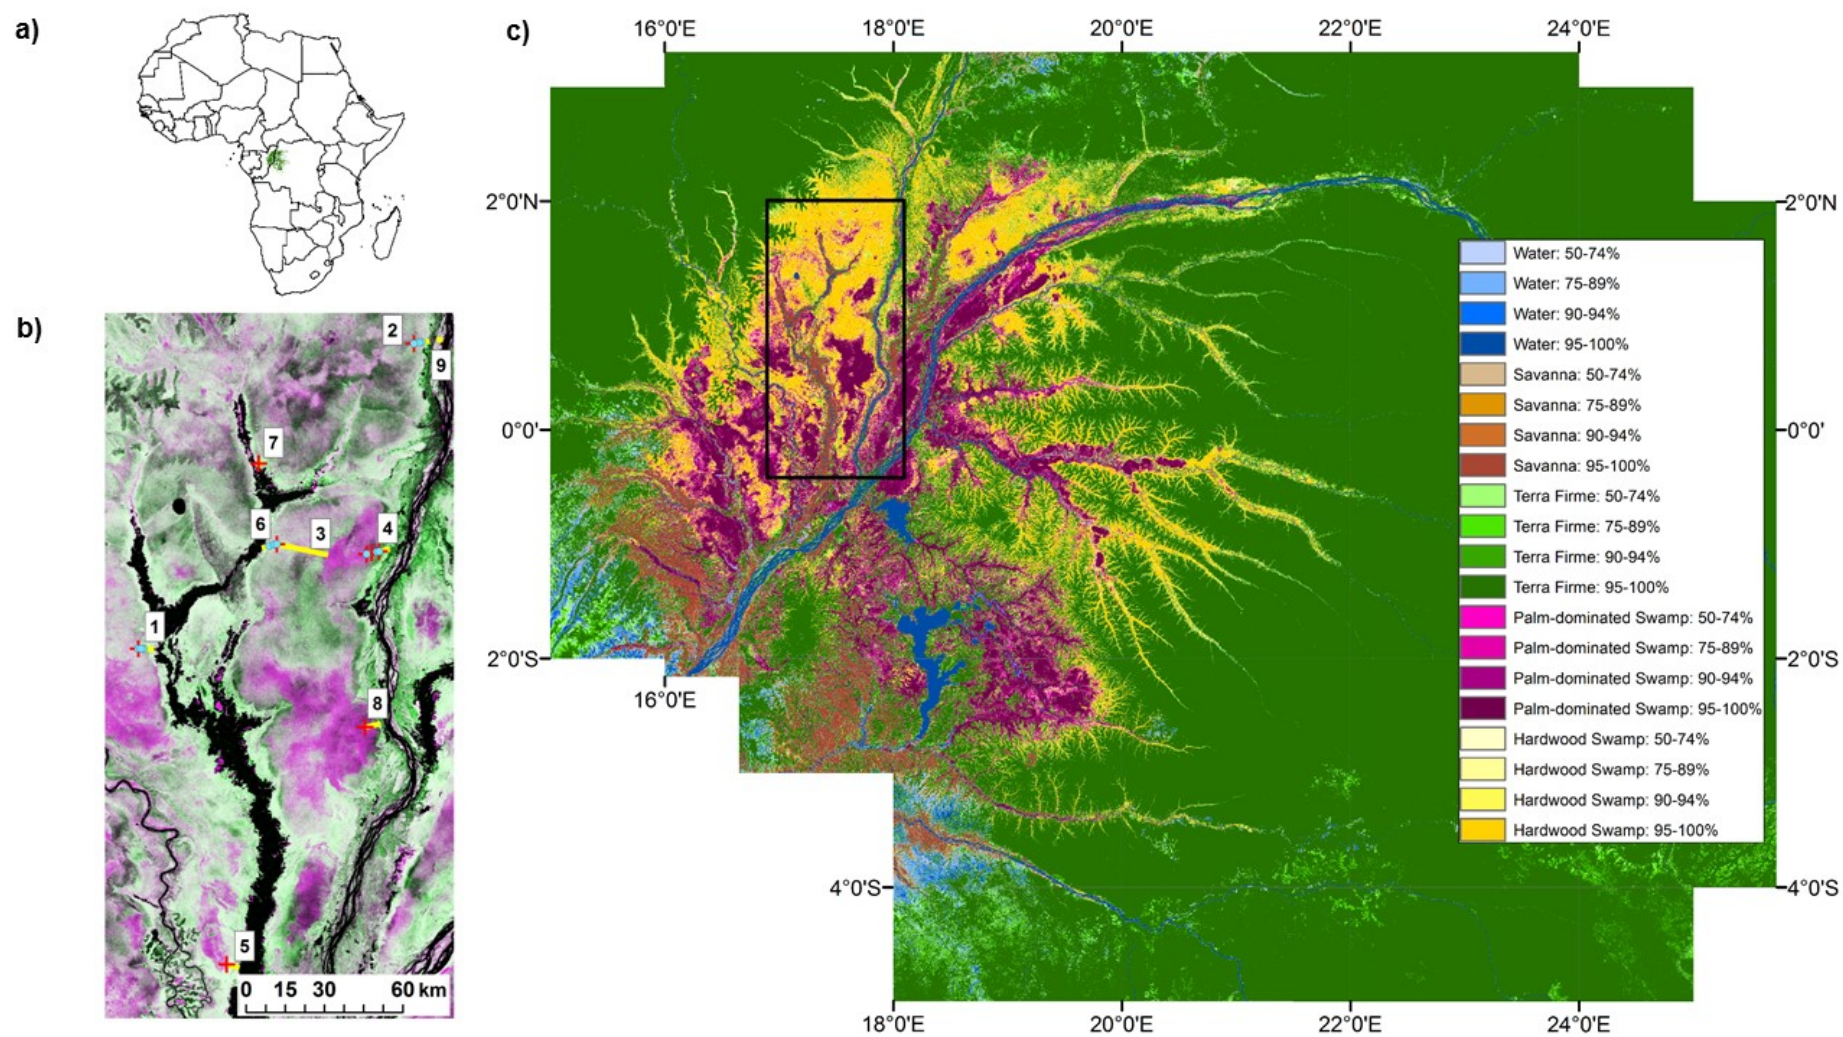 a)
b)
2
9
7
6
3
4
1
8
5
0 15 30 60 km
c)
16°0'E 18°0'E 20°0'E 22°0'E 24°0'E
2°0'N 2°0'N
0°0' 0°0'
2°0'S 2°0'S
16°0'E
4°0'S 4°0'S
18°0'E 20°0'E 22°0'E 24°0'E
Water: 50-74%
Water: 75-89%
Water: 90-94%
Water: 95-100%
Savanna: 50-74%
Savanna: 75-89%
Savanna: 90-94%
Savanna: 95-100%
Terra Firme: 50-74%
Terra Firme: 75-89%
Terra Firme: 90-94%
Terra Firme: 95-100%
Palm-dominated Swamp: 50-74%
Palm-dominated Swamp: 75-89%
Palm-dominated Swamp: 90-94%
Palm-dominated Swamp: 95-100%
Hardwood Swamp: 50-74%
Hardwood Swamp: 75-89%
Hardwood Swamp: 90-94%
Hardwood Swamp: 95-100%